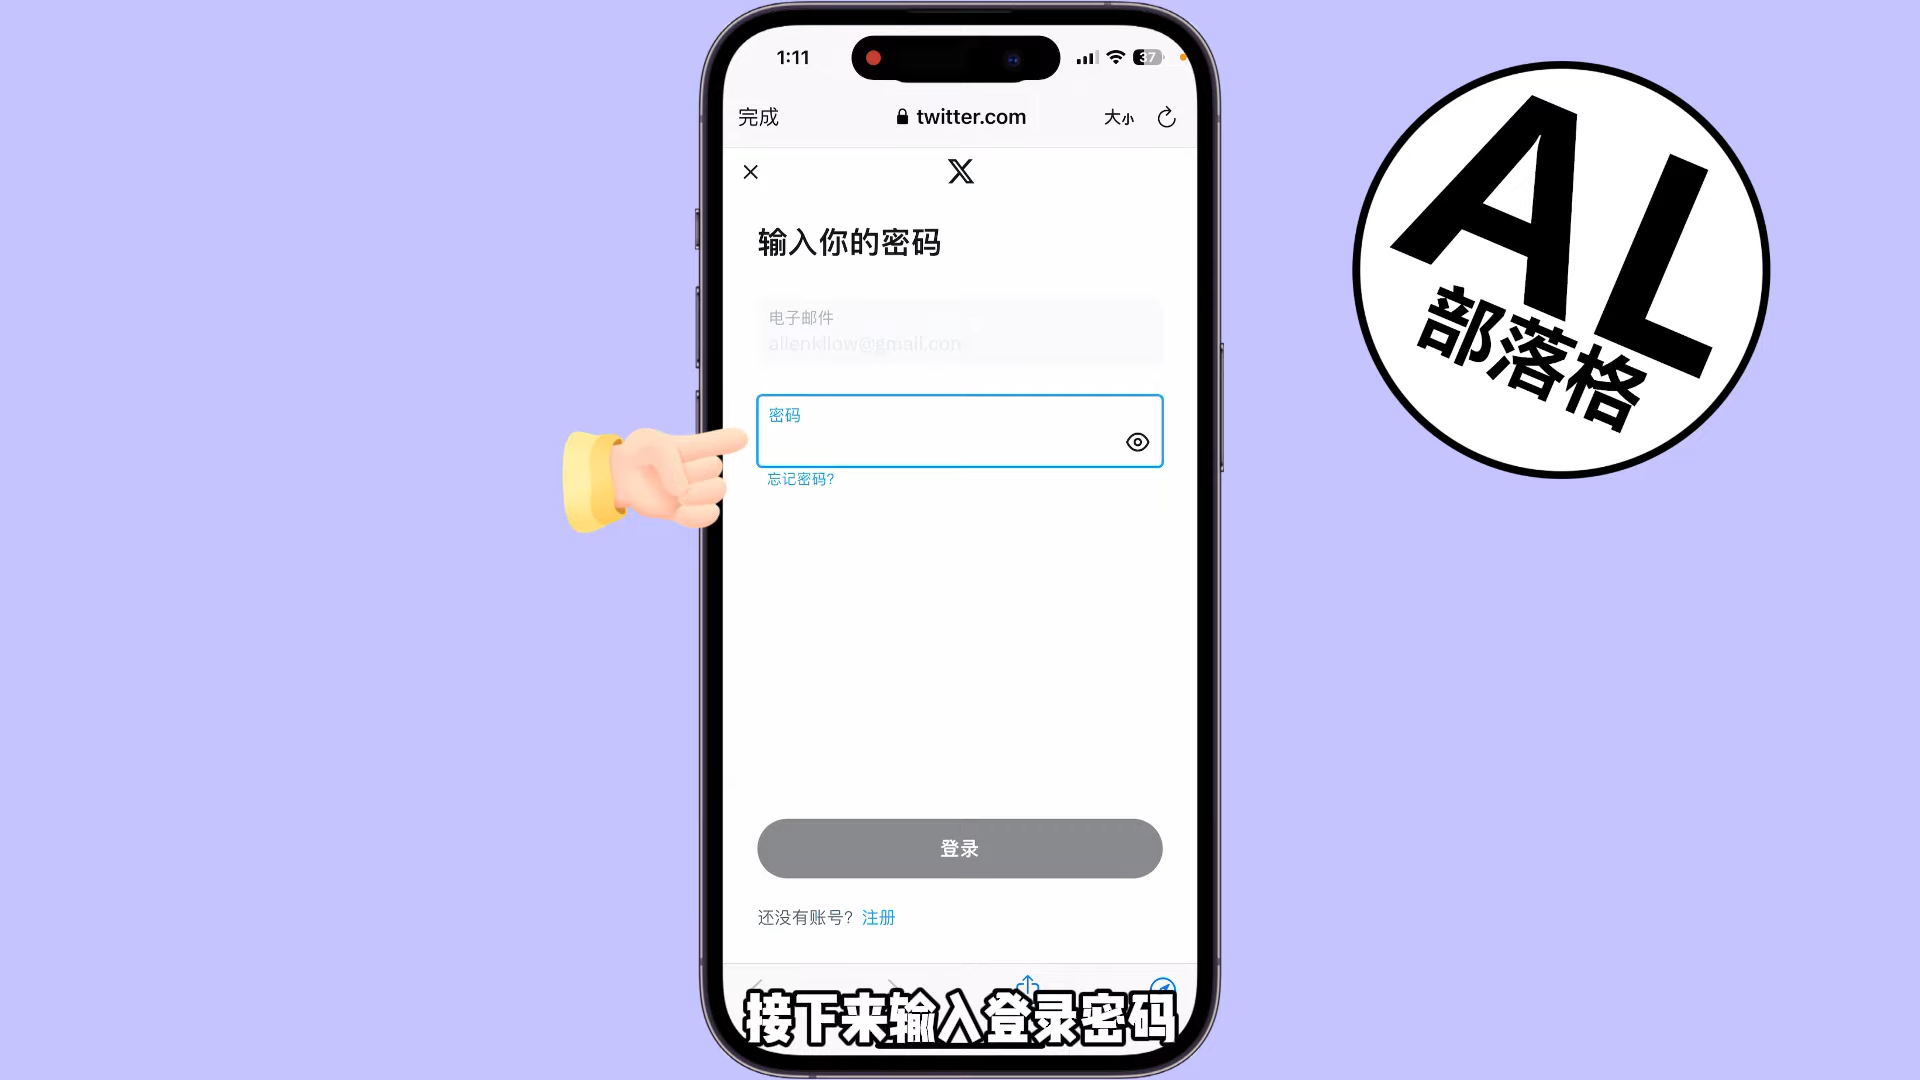 1:11
37
完成
twitter.com
大小
X
输入你的密码
电子邮件
密码
忘记密码?
登录
还没有账号? 注册
接下来输入登录密码
AL
部落格